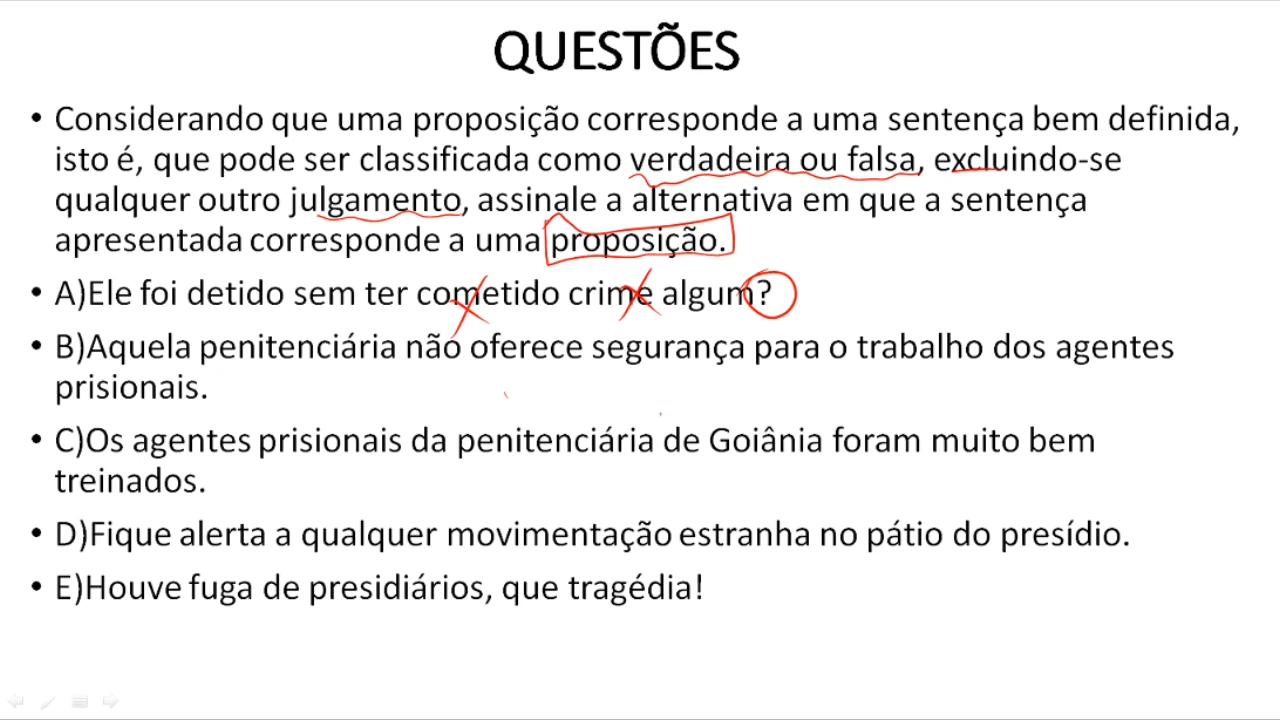 QUESTÕES
• Considerando que uma proposição corresponde a uma sentença bem definida,
isto é, que pode ser classificada como verdadeira ou falsa, excluindo-se
qualquer outro julgamento, assinale a alternativa em que a sentença
apresentada corresponde a uma proposição.
• A)Ele foi detido sem ter cometido crime algum?
• B)Aquela penitenciária não oferece segurança para o trabalho dos agentes
prisionais.
• C)Os agentes prisionais da penitenciária de Goiânia foram muito bem
treinados.
• D)Fique alerta a qualquer movimentação estranha no pátio do presídio.
• E)Houve fuga de presidiários, que tragédia!